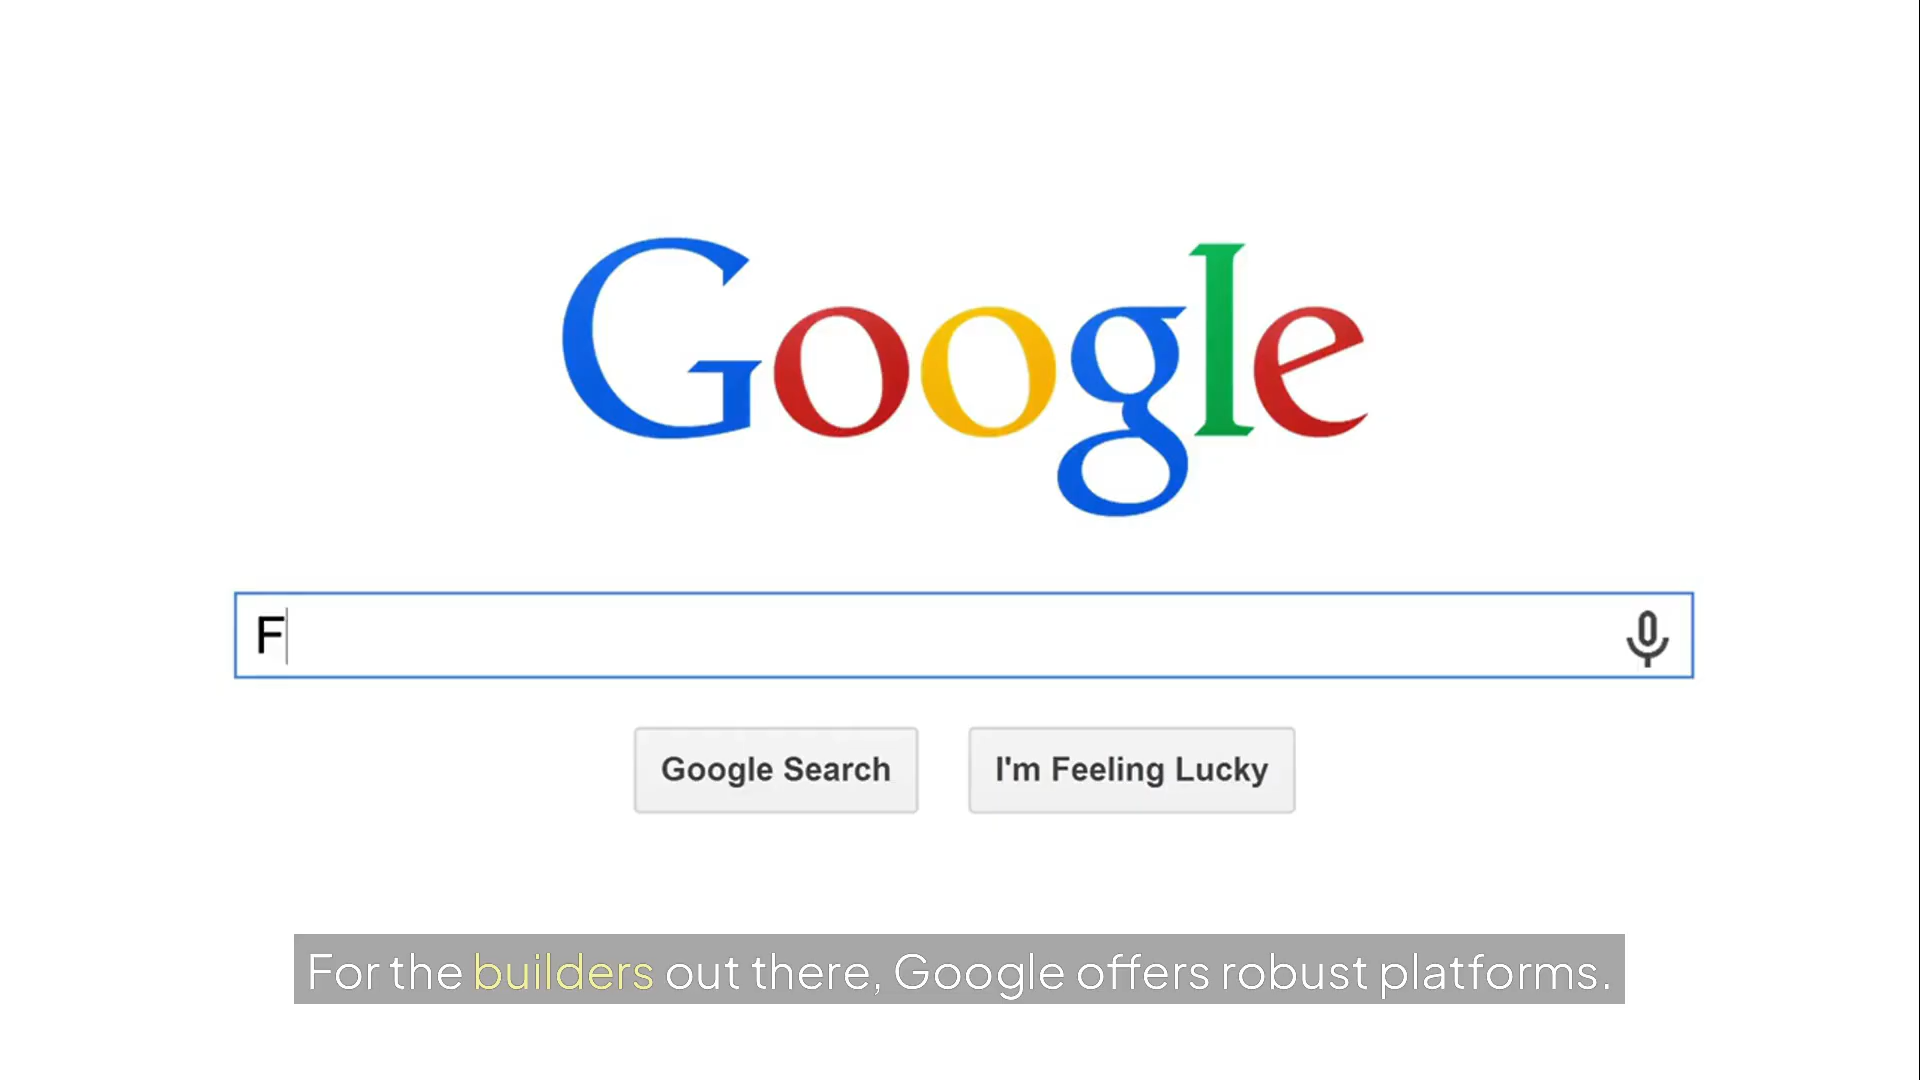 Google
F
Google Search
I'm Feeling Lucky
For the builders out there, Google offers robust platforms.